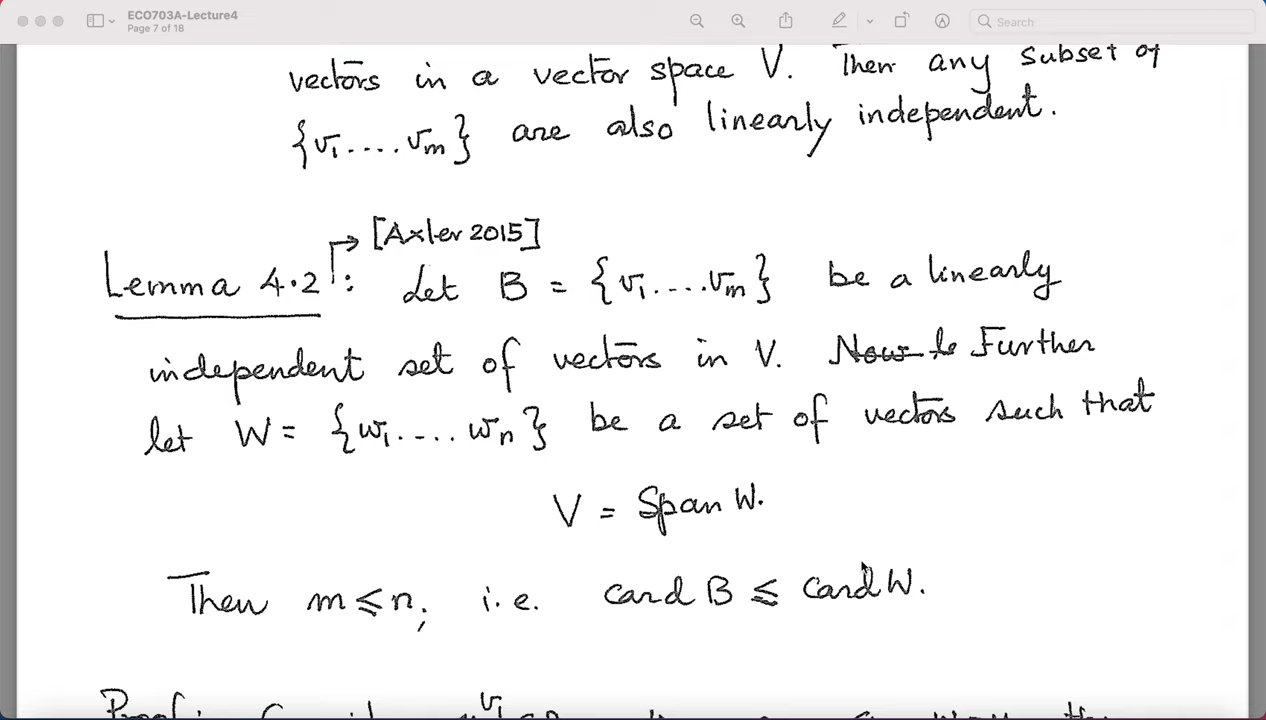 ECO703A-Lecture4
Page 7 of 18
Search
vectors in a vector space V. Then any subset of
{v₁....vₘ} are also linearly independent.
[Axler 2015]
Lemma 4.2: Let B = {v₁....vₘ} be a linearly
independent set of vectors in V. Further
let W = {w₁....wₙ} be a set of vectors such that
V = Span W.
Then m ≤ n, i.e. card B ≤ card W.
Proof: